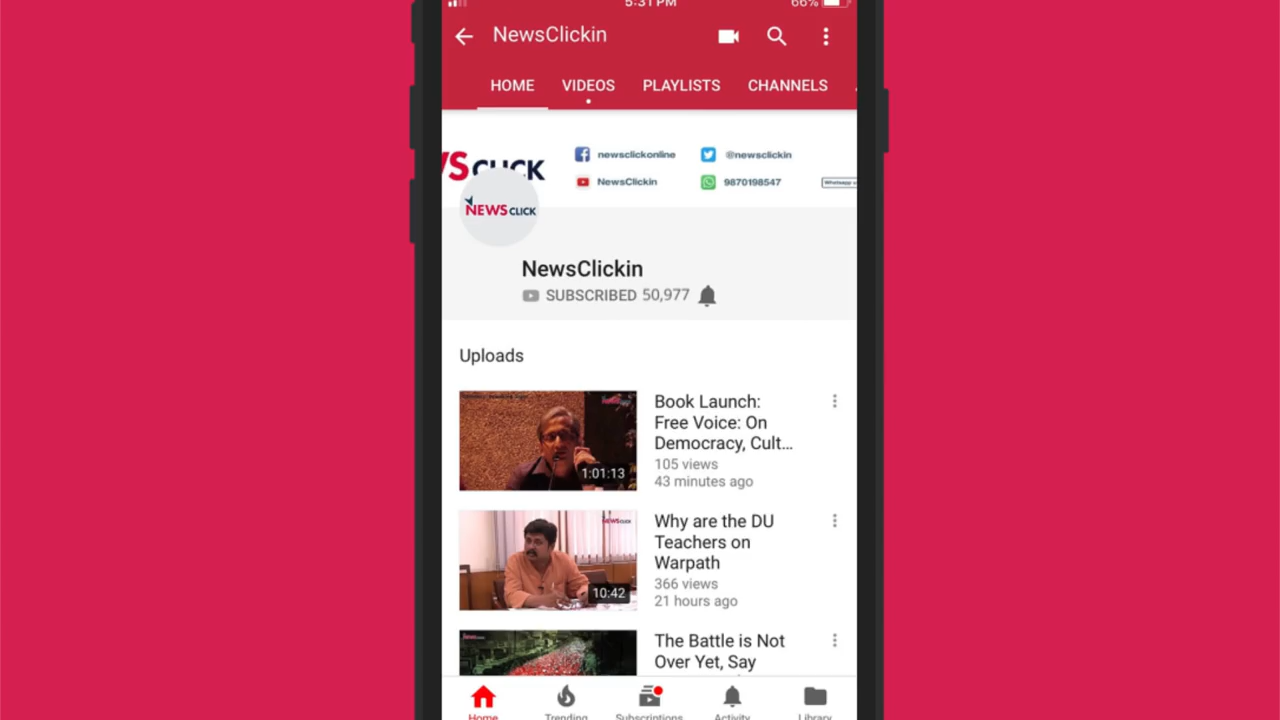 5:31 PM
66%
NewsClickin
HOME VIDEOS PLAYLISTS CHANNELS
CLICK
newsclickonline
@newsclickin
NewsClickin
9870198547
NEWS CLICK
NewsClickin
SUBSCRIBED 50,977
Uploads
Book Launch:
Free Voice: On
Democracy, Cult...
105 views
43 minutes ago
1:01:13
Why are the DU
Teachers on
Warpath
366 views
21 hours ago
NEWSCLICK
10:42
The Battle is Not
Over Yet, Say
Home Trending Subscriptions Activity Library